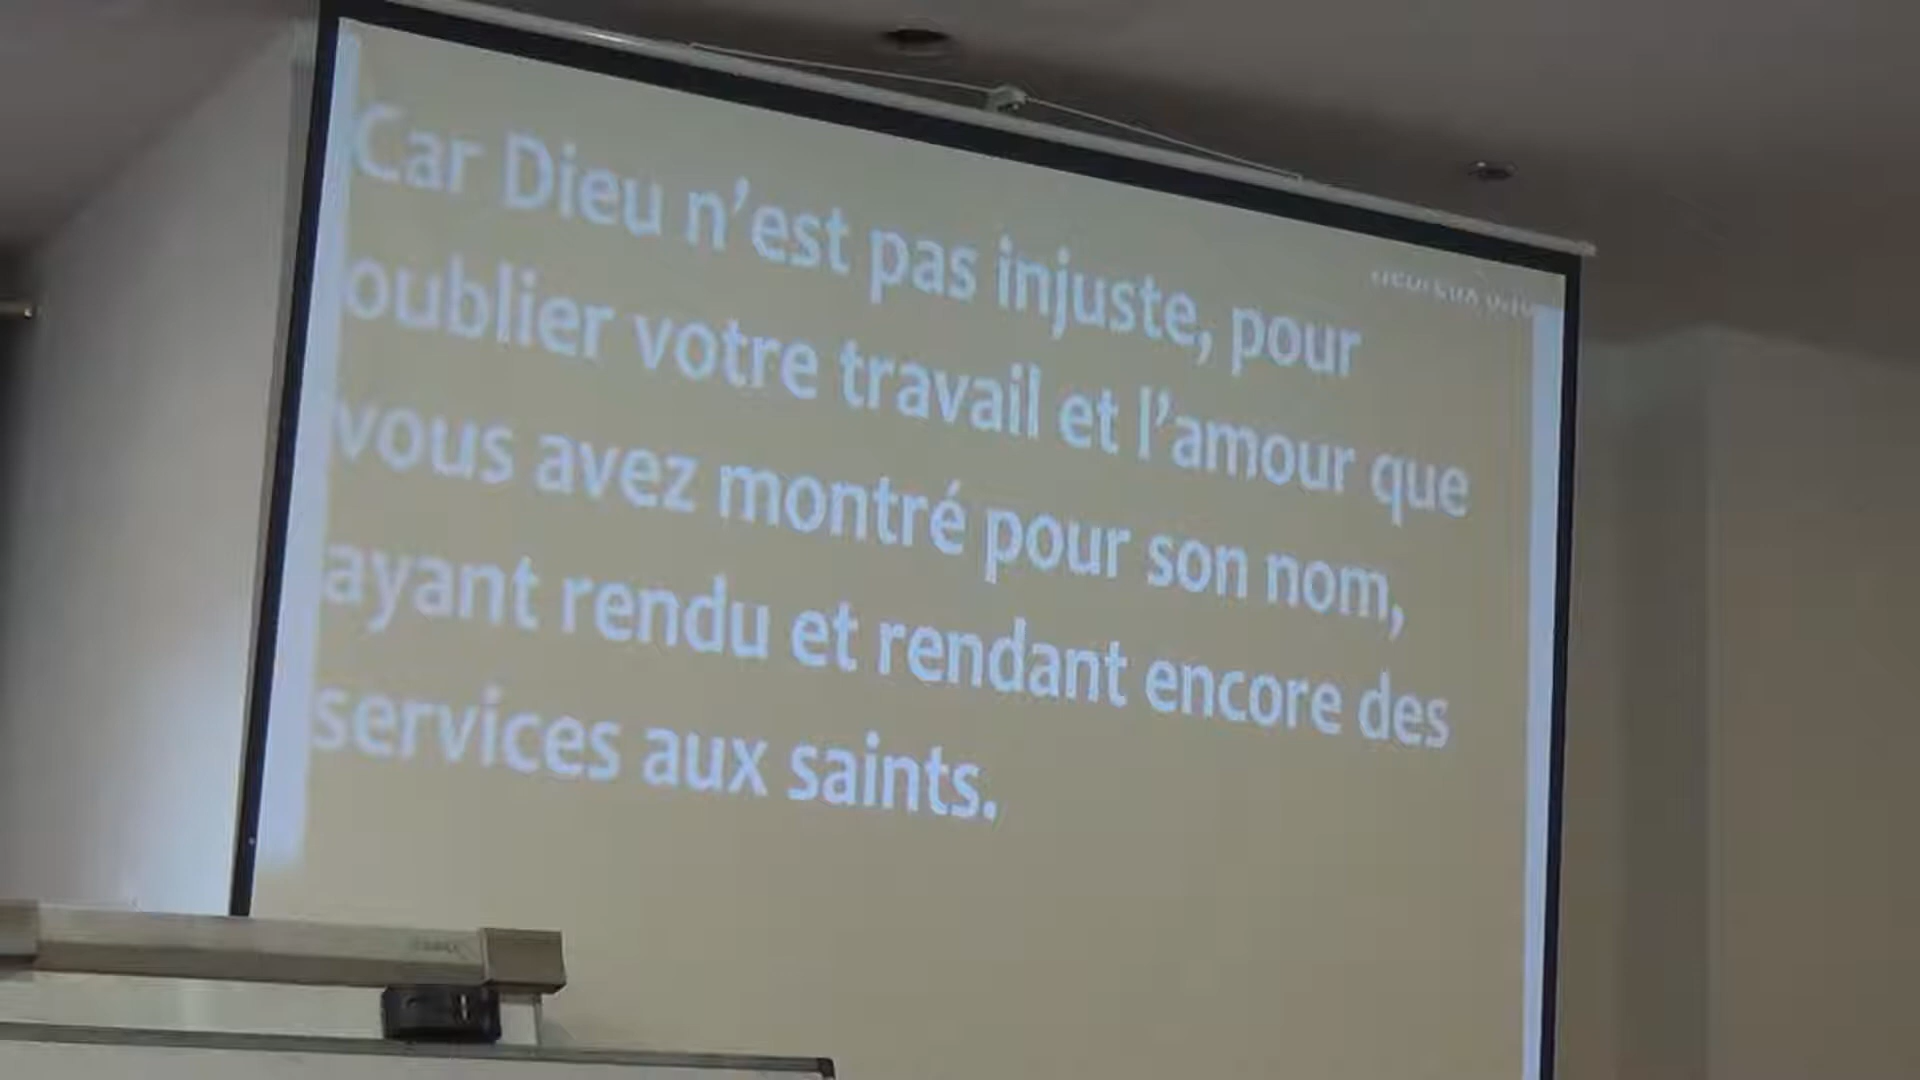 Car Dieu n’est pas injuste, pour
oublier votre travail et l’amour que
vous avez montré pour son nom,
ayant rendu et rendant encore des
services aux saints.